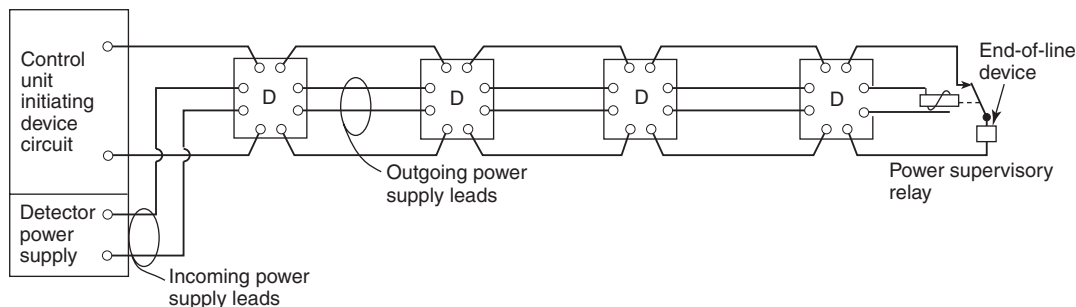 Control
unit
initiating
device
circuit
Detector
power
supply
Incoming power
supply leads
D
Outgoing power
supply leads
D
D
D
End-of-line
device
Power supervisory
relay